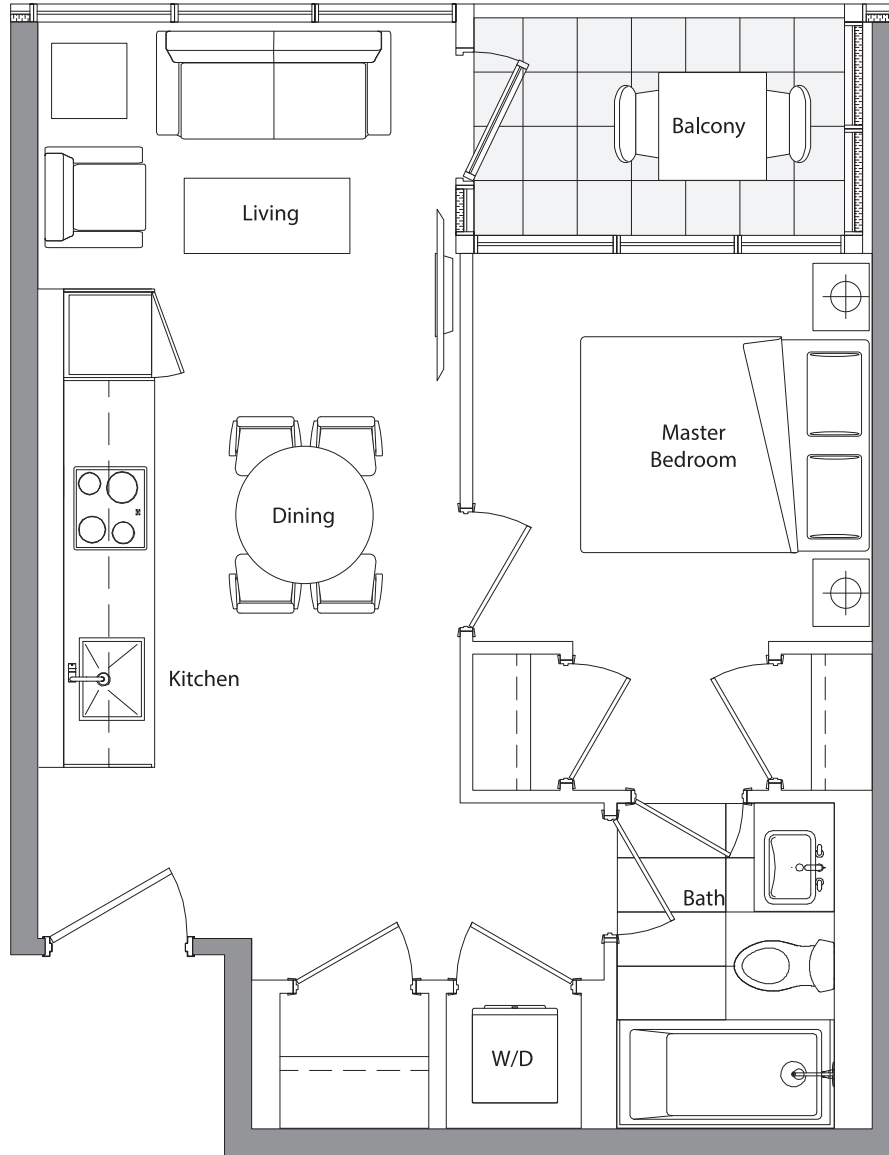 Balcony
Living
Master
Bedroom
Dining
Kitchen
Bath
W/D